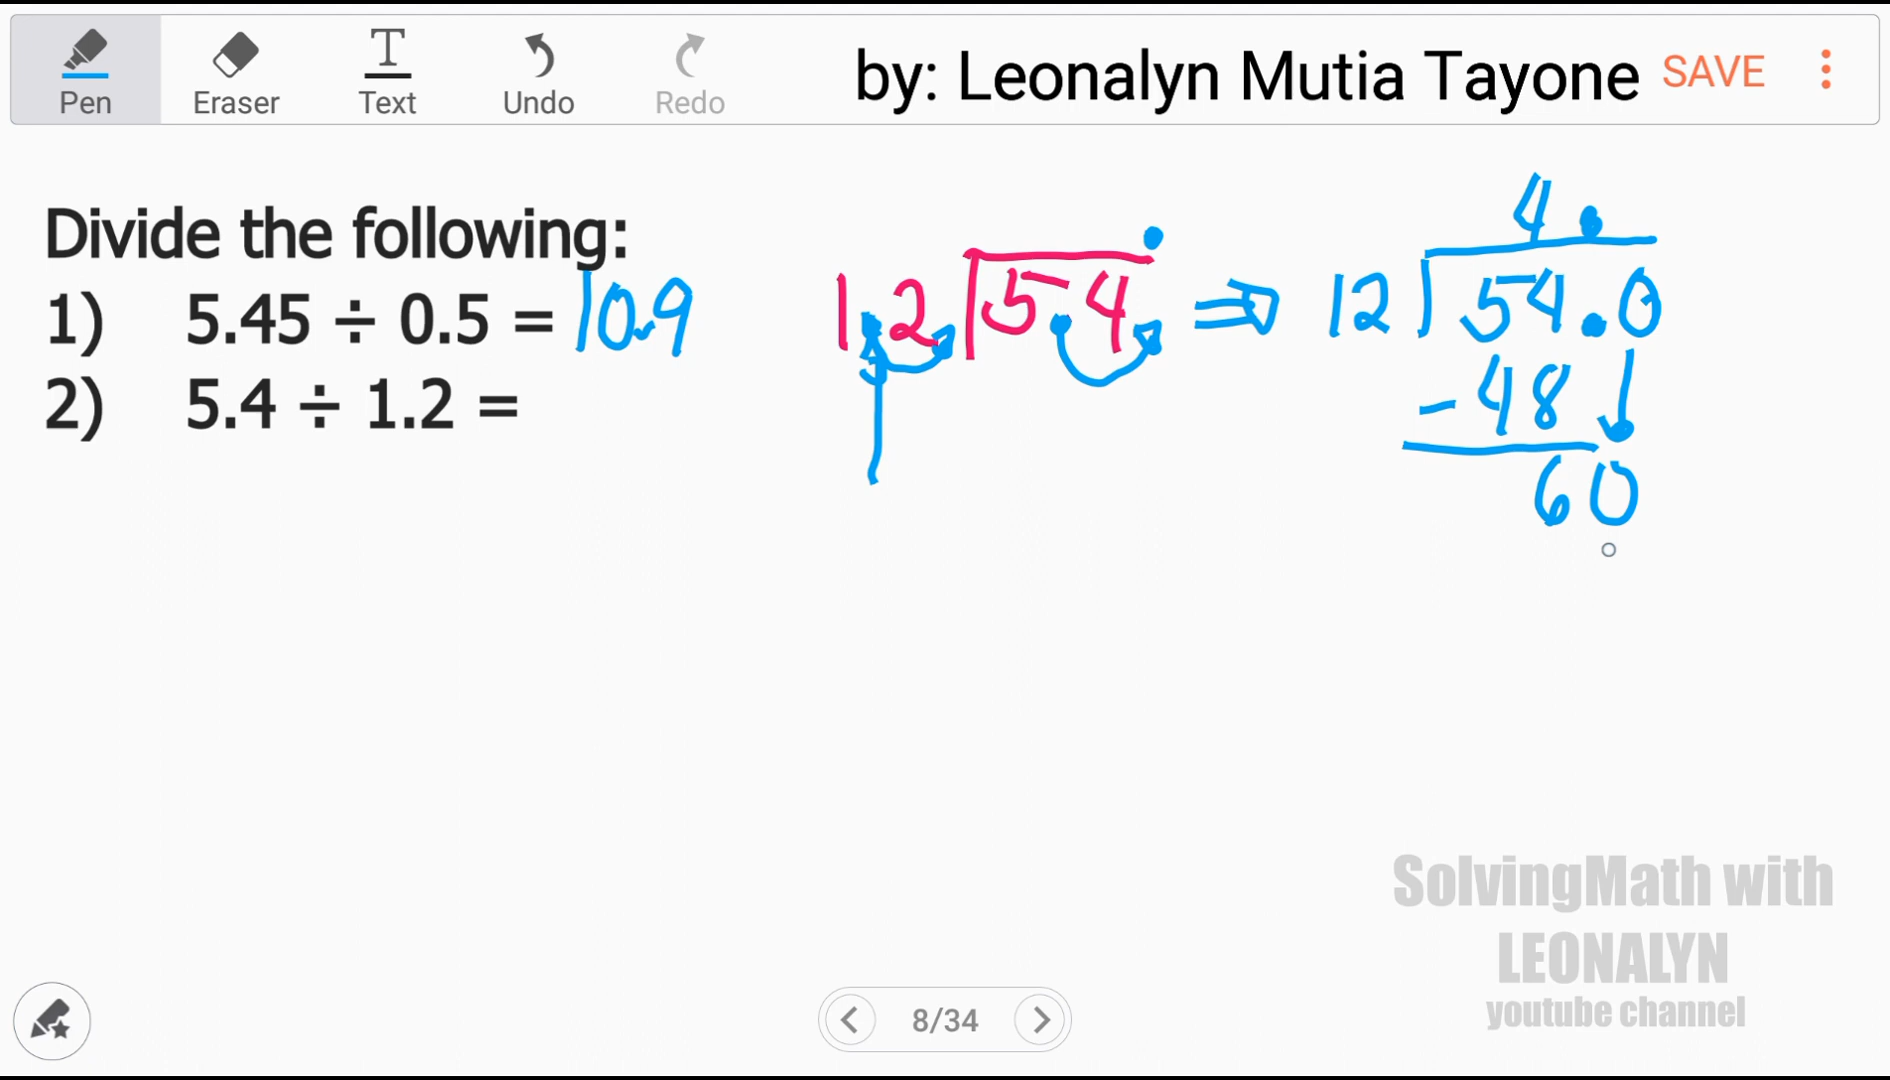 Pen Eraser Text Undo Redo by: Leonalyn Mutia Tayone SAVE
Divide the following:
1) 5.45 ÷ 0.5 = 10.9
2) 5.4 ÷ 1.2 =
1.2 5.4. ⇒ 12 54.0
4.
- 48
60
SolvingMath with
LEONALYN
youtube channel
8/34